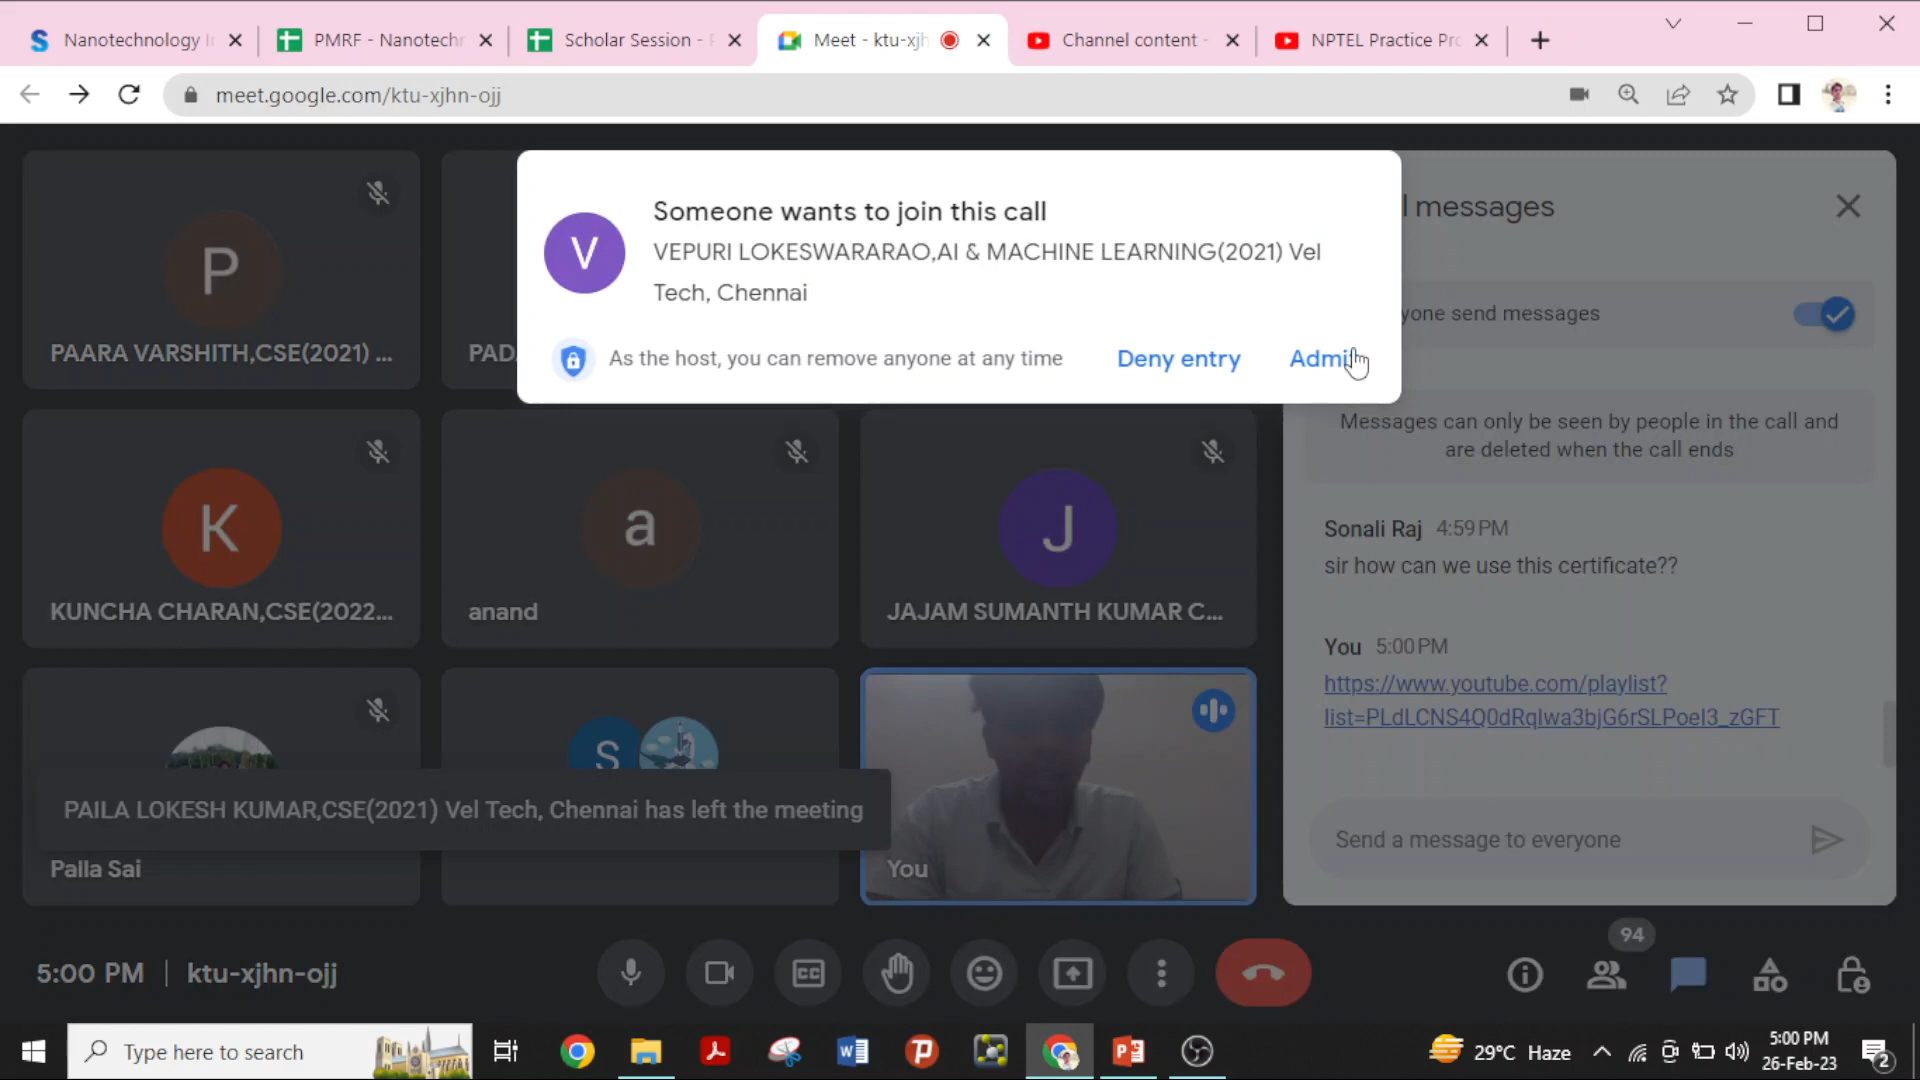 Nanotechnology I
PMRF - Nanotechn
Scholar Session -
Meet - ktu-xjh
Channel content -
NPTEL Practice Pro
meet.google.com/ktu-xjhn-ojj
Someone wants to join this call
VEPURI LOKESWARARAO,AI & MACHINE LEARNING(2021) Vel
Tech, Chennai
As the host, you can remove anyone at any time
Deny entry
Admit
V
P
PAARA VARSHITH,CSE(2021) ...
PAD
l messages
yone send messages
Messages can only be seen by people in the call and
are deleted when the call ends
K
KUNCHA CHARAN,CSE(2022...
a
anand
J
JAJAM SUMANTH KUMAR C...
Sonali Raj 4:59 PM
sir how can we use this certificate??
You 5:00 PM
https://www.youtube.com/playlist?
list=PLdLCNS4Q0dRqlwa3bjG6rSLPoel3_zGFT
S
PAILA LOKESH KUMAR,CSE(2021) Vel Tech, Chennai has left the meeting
Palla Sai
You
Send a message to everyone
5:00 PM | ktu-xjhn-ojj
CC
94
Type here to search
29°C Haze
5:00 PM
26-Feb-23
2